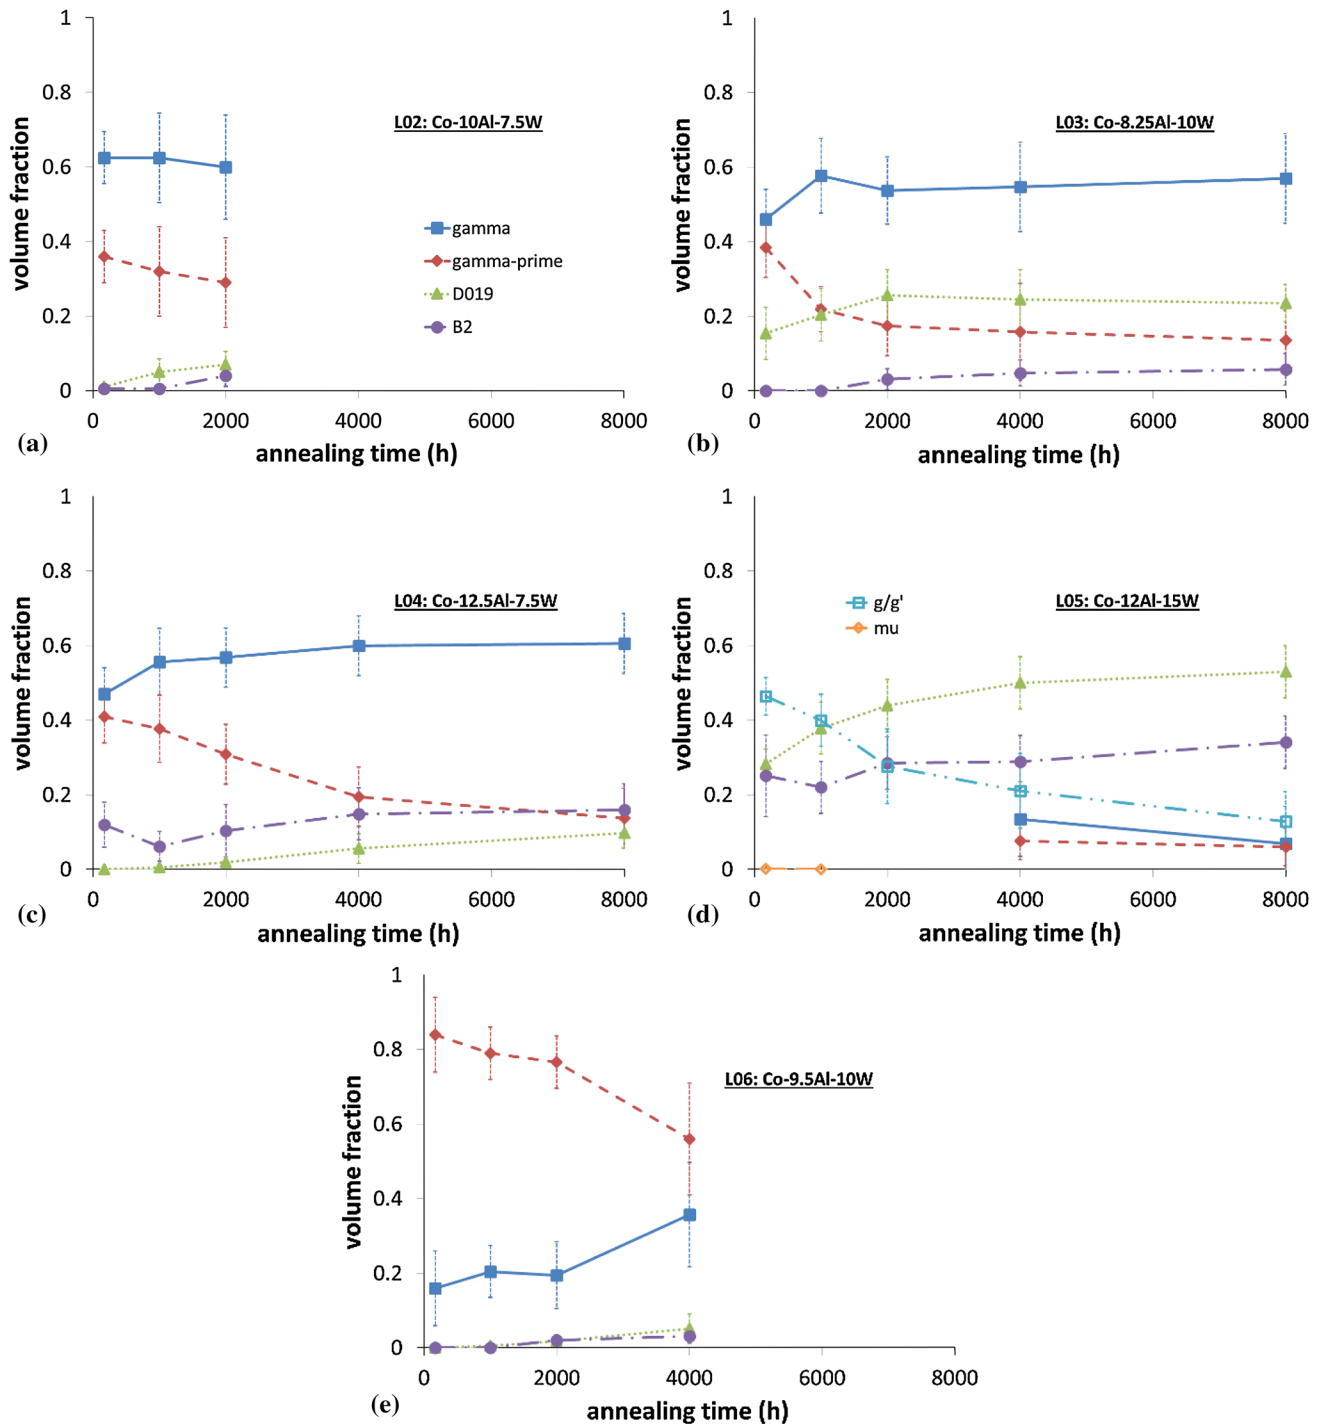 1
0.8
0.6
0.4
0.2
0
volume fraction
L02: Co-10Al-7.5W
gamma
gamma-prime
D019
B2
0 2000 4000 6000 8000
annealing time (h)
(a)
1
0.8
0.6
0.4
0.2
0
volume fraction
L03: Co-8.25Al-10W
0 2000 4000 6000 8000
annealing time (h)
(b)
1
0.8
0.6
0.4
0.2
0
volume fraction
L04: Co-12.5Al-7.5W
0 2000 4000 6000 8000
annealing time (h)
(c)
1
0.8
0.6
0.4
0.2
0
volume fraction
g/g'
mu
L05: Co-12Al-15W
0 2000 4000 6000 8000
annealing time (h)
(d)
1
0.8
0.6
0.4
0.2
0
volume fraction
L06: Co-9.5Al-10W
0 2000 4000 6000 8000
annealing time (h)
(e)